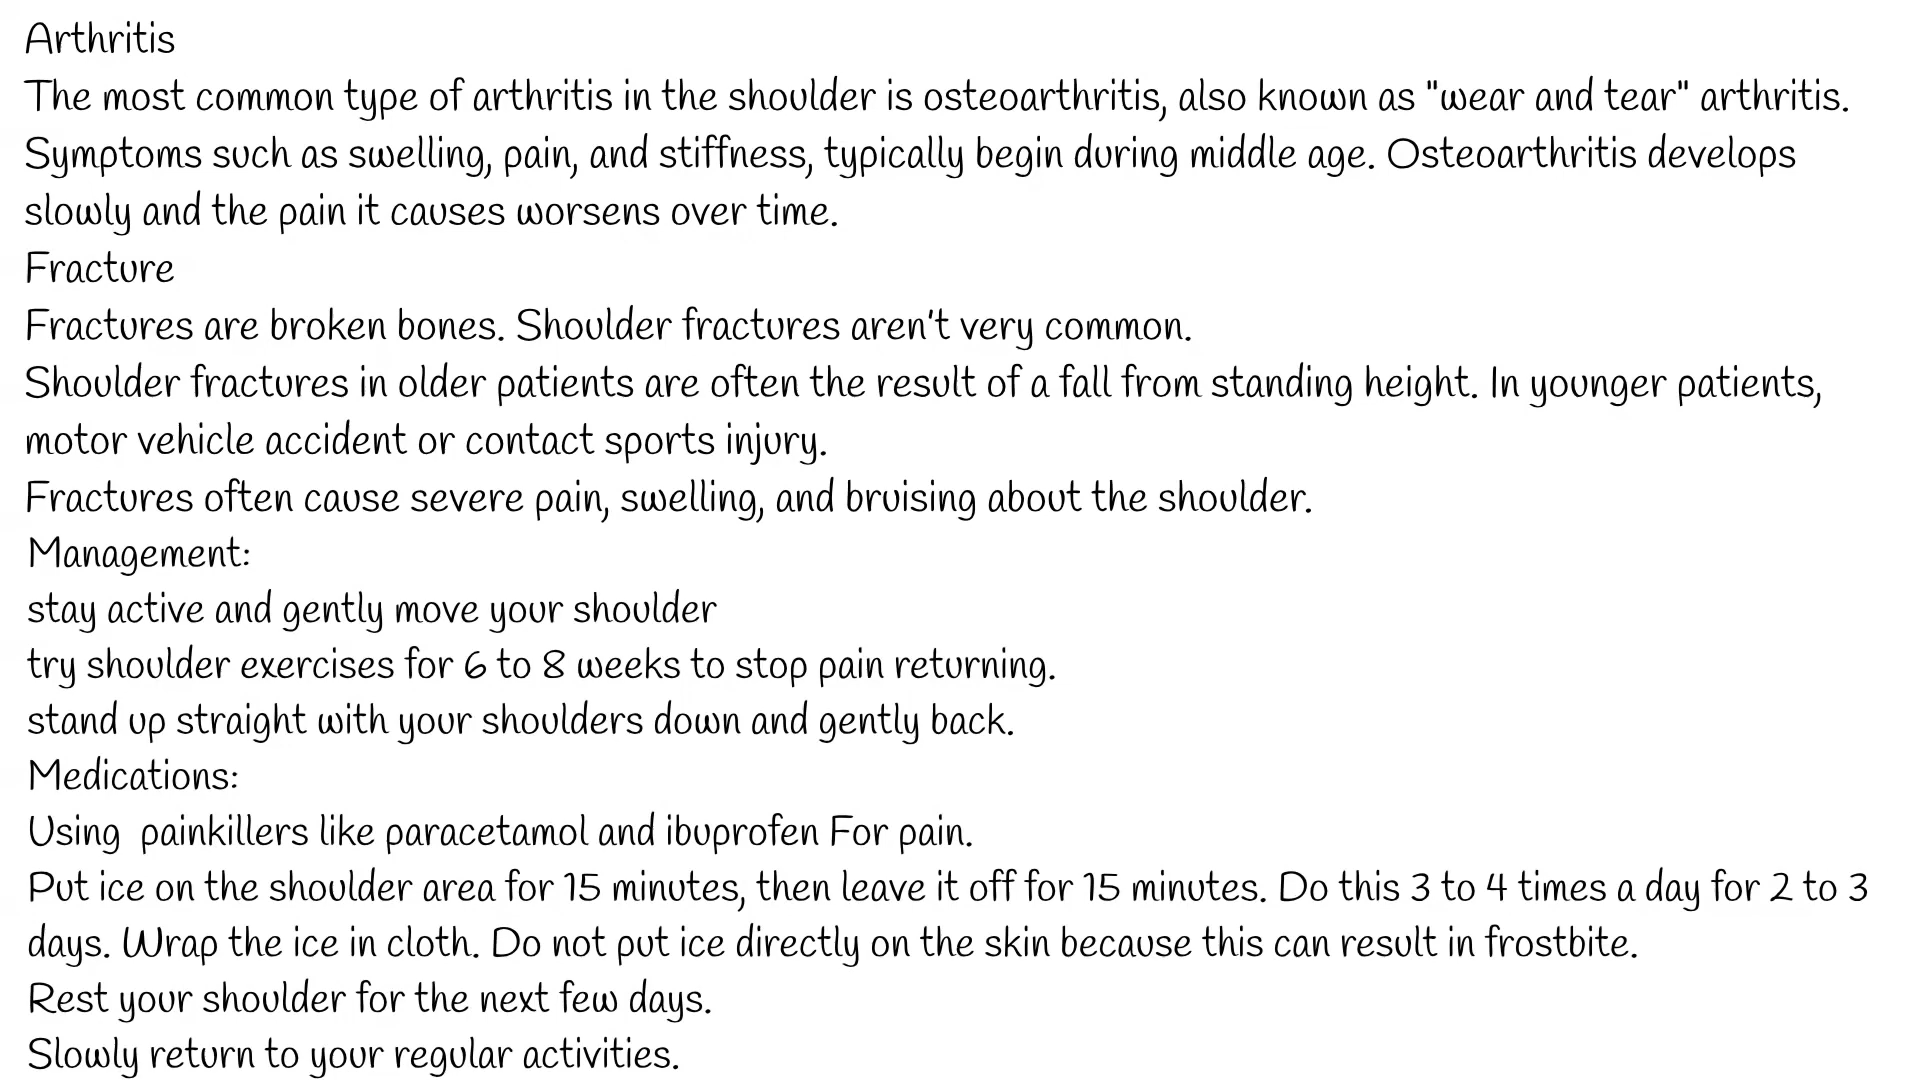 Arthritis
The most common type of arthritis in the shoulder is osteoarthritis, also known as "wear and tear" arthritis.
Symptoms such as swelling, pain, and stiffness, typically begin during middle age. Osteoarthritis develops
slowly and the pain it causes worsens over time.
Fracture
Fractures are broken bones. Shoulder fractures aren't very common.
Shoulder fractures in older patients are often the result of a fall from standing height. In younger patients,
motor vehicle accident or contact sports injury.
Fractures often cause severe pain, swelling, and bruising about the shoulder.
Management:
stay active and gently move your shoulder
try shoulder exercises for 6 to 8 weeks to stop pain returning.
stand up straight with your shoulders down and gently back.
Medications:
Using  painkillers like paracetamol and ibuprofen For pain.
Put ice on the shoulder area for 15 minutes, then leave it off for 15 minutes. Do this 3 to 4 times a day for 2 to 3
days. Wrap the ice in cloth. Do not put ice directly on the skin because this can result in frostbite.
Rest your shoulder for the next few days.
Slowly return to your regular activities.